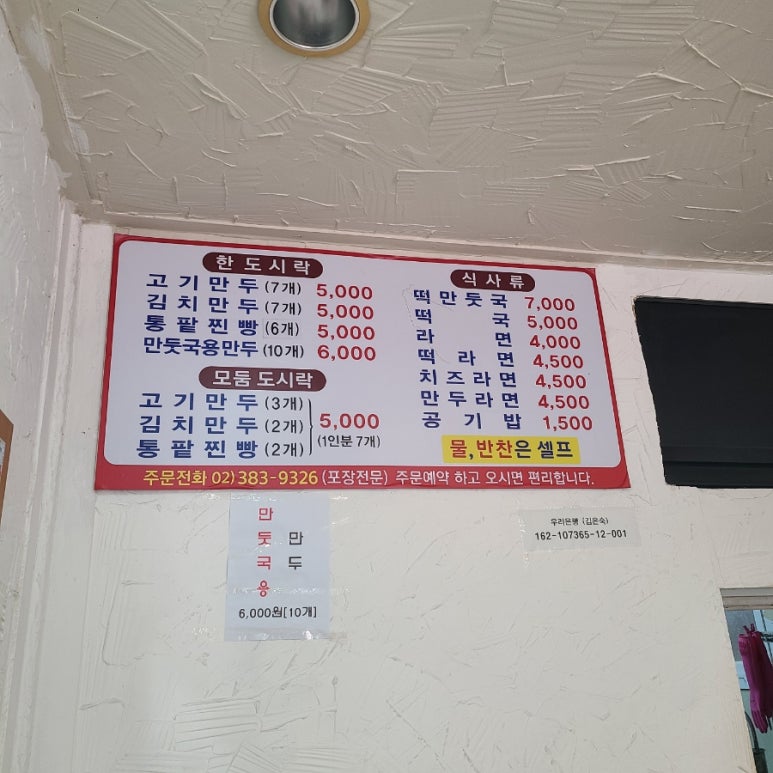 한 도 시 락
고 기 만 두 (7개) 5,000
김 치 만 두 (7개) 5,000
통 팥 찐 빵 (6개) 5,000
만둣국용만두 (10개) 6,000
모둠 도시락
고 기 만 두 (3개)
김 치 만 두 (2개)
통 팥 찐 빵 (2개)
5,000
(1인분 7개)
식 사 류
떡 만 둣 국 7,000
떡 국 5,000
라 면 4,000
떡 라 면 4,500
치 즈 라 면 4,500
만 두 라 면 4,500
공 기 밥 1,500
물, 반찬은 셀프
주문전화 02) 383-9326 (포장전문) 주문예약 하고 오시면 편리합니다.
만둣국용
만두
6,000원[10개]
우리은행 (김은숙)
162-107365-12-001